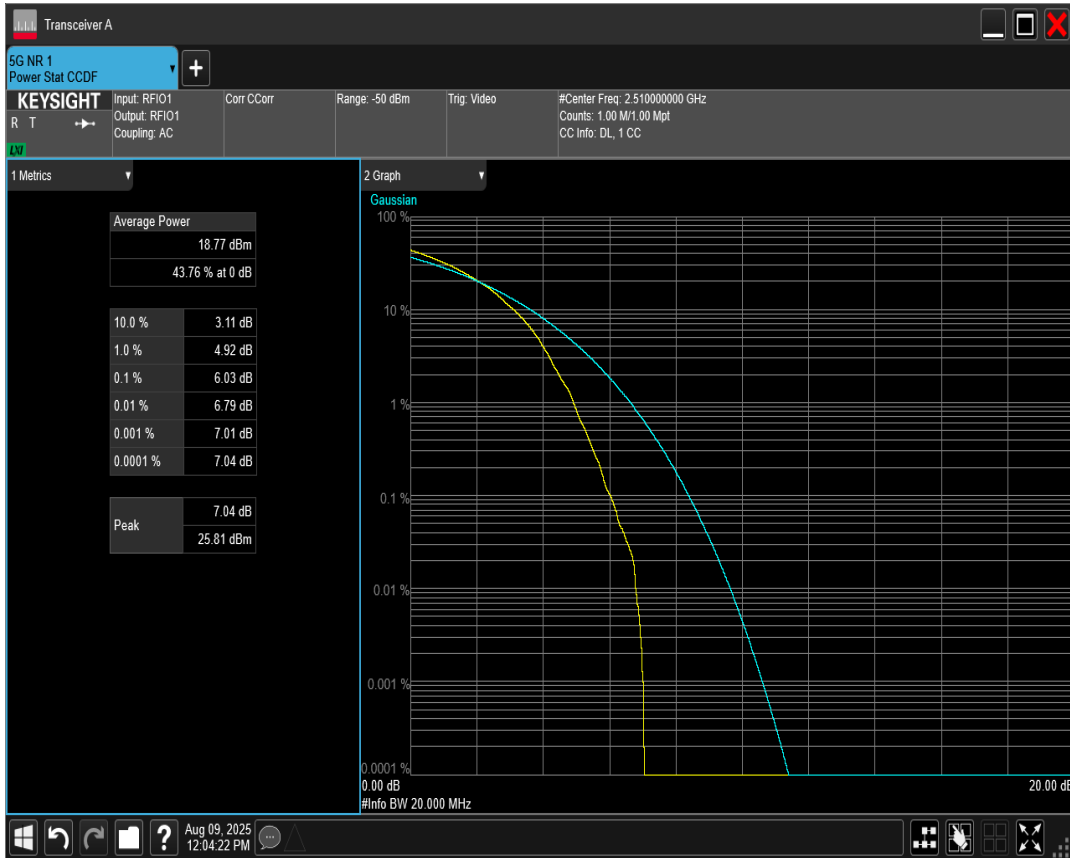 Transceiver A
5G NR 1
Power Stat CCDF
KEYSIGHT
R T
LXI
Input: RFIO1
Output: RFIO1
Coupling: AC
Corr CCorr
Range: -50 dBm
Trig: Video
#Center Freq: 2.510000000 GHz
Counts: 1.00 M/1.00 Mpt
CC Info: DL, 1 CC
1 Metrics
Average Power
18.77 dBm
43.76 % at 0 dB
10.0 % 3.11 dB
1.0 % 4.92 dB
0.1 % 6.03 dB
0.01 % 6.79 dB
0.001 % 7.01 dB
0.0001 % 7.04 dB
Peak
7.04 dB
25.81 dBm
2 Graph
Gaussian
100 %
10 %
1 %
0.1 %
0.01 %
0.001 %
0.0001 %
0.00 dB
20.00 dB
#Info BW 20.000 MHz
?
Aug 09, 2025
12:04:22 PM